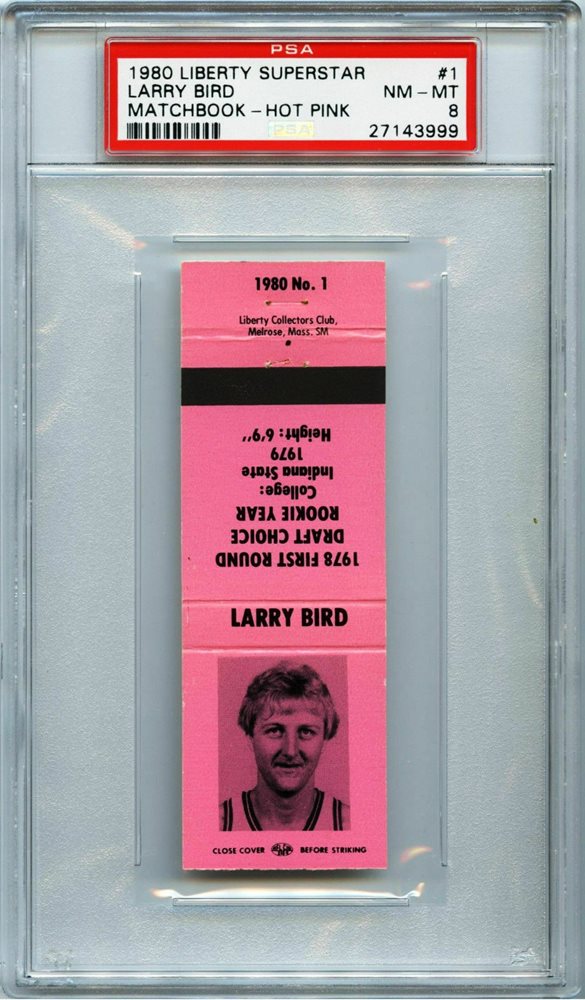 PSA
1980 LIBERTY SUPERSTAR #1
LARRY BIRD NM - MT
MATCHBOOK - HOT PINK 8
PSA 27143999
1980 No. 1
Liberty Collectors Club,
Melrose, Mass. SM
1978 FIRST ROUND
DRAFT CHOICE
ROOKIE YEAR
College:
Indiana State
1979
Height: 6'9''
LARRY BIRD
CLOSE COVER BEFORE STRIKING